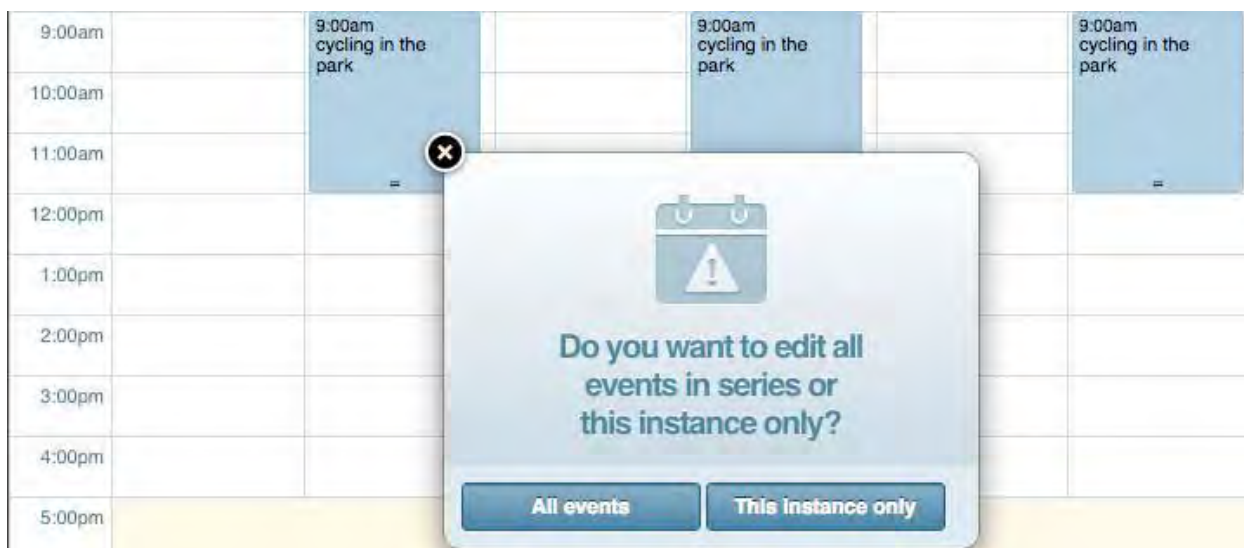 9:00am
10:00am
11:00am
12:00pm
1:00pm
2:00pm
3:00pm
4:00pm
5:00pm
9:00am
cycling in the
park
9:00am
cycling in the
park
9:00am
cycling in the
park
Do you want to edit all
events in series or
this instance only?
All events
This instance only